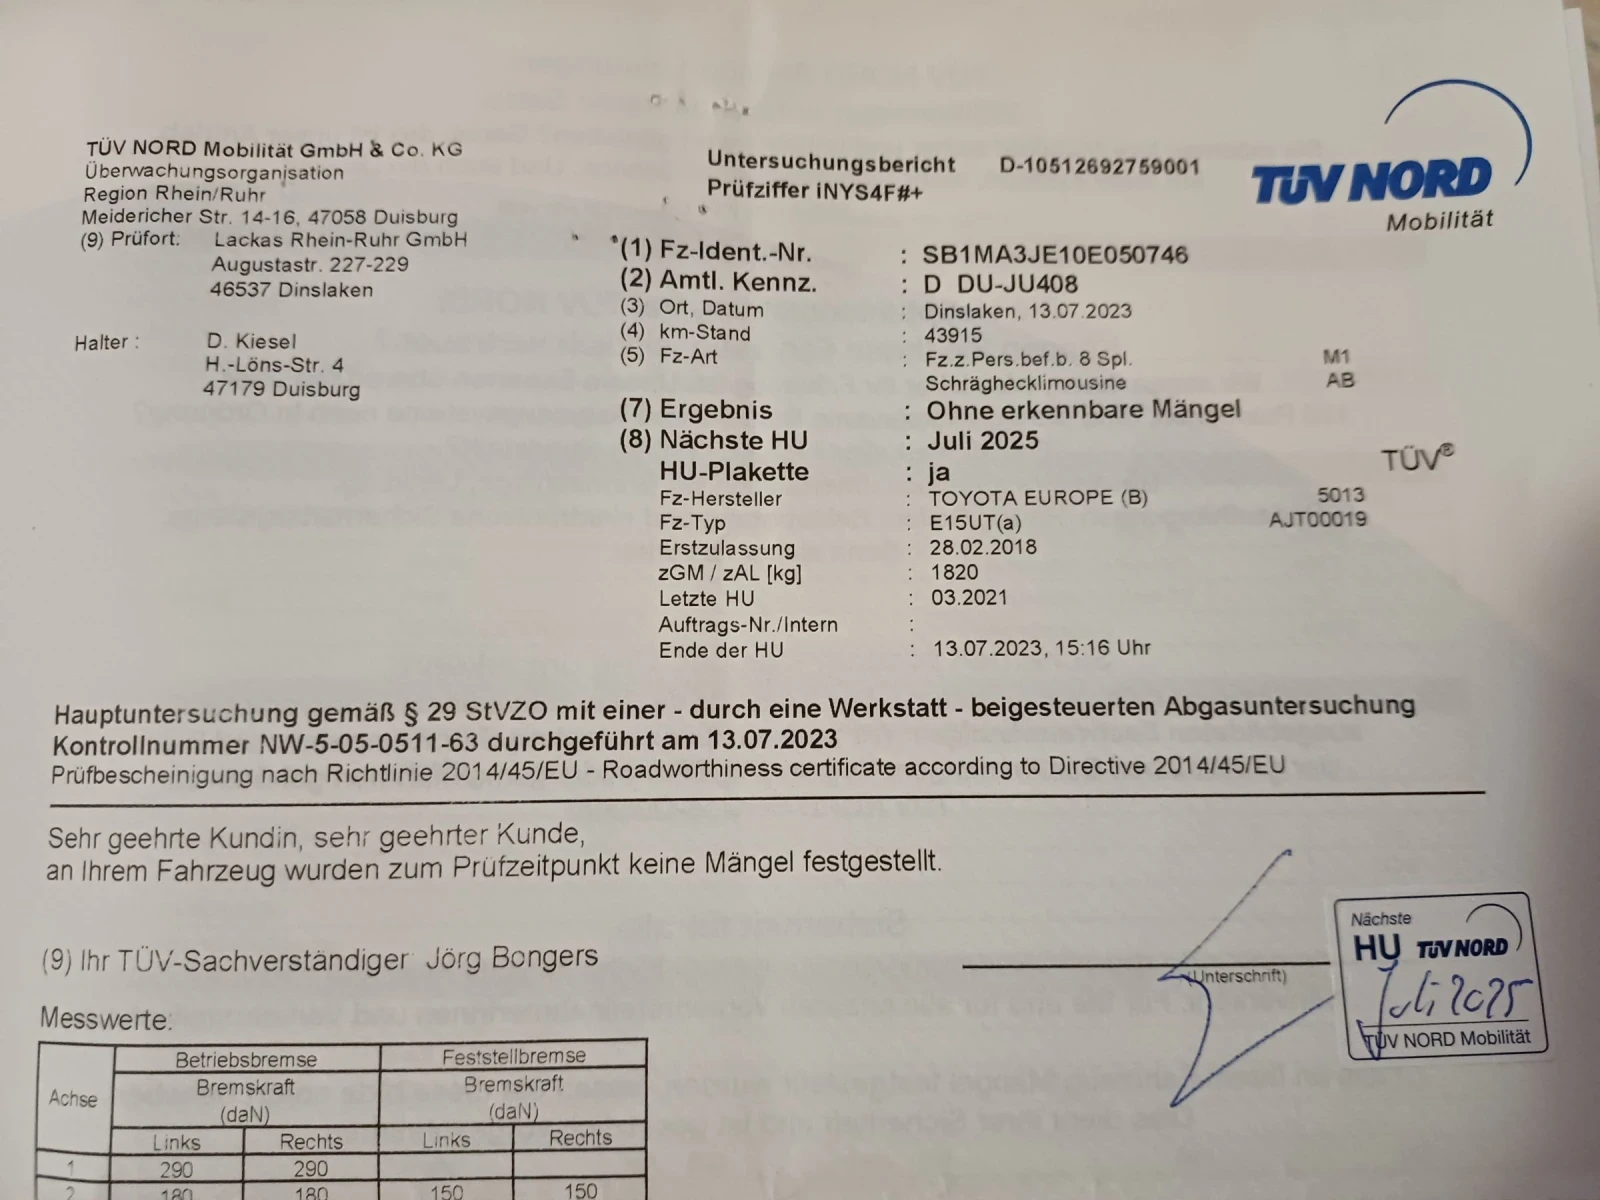 TÜV NORD Mobilität GmbH & Co. KG
Überwachungsorganisation
Region Rhein/Ruhr
Meidericher Str. 14-16, 47058 Duisburg
(9) Prüfort: Lackas Rhein-Ruhr GmbH
Augustastr. 227-229
46537 Dinslaken
Halter : D. Kiesel
H.-Löns-Str. 4
47179 Duisburg
Untersuchungsbericht D-10512692759001
Prüfziffer iNYS4F#+
TÜV NORD
Mobilität
(1) Fz-Ident.-Nr. : SB1MA3JE10E050746
(2) Amtl. Kennz. : D DU-JU408
(3) Ort, Datum : Dinslaken, 13.07.2023
(4) km-Stand : 43915
(5) Fz-Art : Fz.z.Pers.bef.b. 8 Spl. M1
Schräghecklimousine AB
(7) Ergebnis : Ohne erkennbare Mängel
(8) Nächste HU : Juli 2025
HU-Plakette : ja
TÜV®
Fz-Hersteller : TOYOTA EUROPE (B) 5013
Fz-Typ : E15UT(a) AJT00019
Erstzulassung : 28.02.2018
zGM / zAL [kg] : 1820
Letzte HU : 03.2021
Auftrags-Nr./Intern :
Ende der HU : 13.07.2023, 15:16 Uhr
Hauptuntersuchung gemäß § 29 StVZO mit einer - durch eine Werkstatt - beigesteuerten Abgasuntersuchung
Kontrollnummer NW-5-05-0511-63 durchgeführt am 13.07.2023
Prüfbescheinigung nach Richtlinie 2014/45/EU - Roadworthiness certificate according to Directive 2014/45/EU
Sehr geehrte Kundin, sehr geehrter Kunde,
an Ihrem Fahrzeug wurden zum Prüfzeitpunkt keine Mängel festgestellt.
(9) Ihr TÜV-Sachverständiger Jörg Bongers
(Unterschrift)
Nächste
HU TÜV NORD
Juli 2025
TÜV NORD Mobilität
Messwerte:
Achse Betriebsbremse Feststellbremse
Bremskraft Bremskraft
(daN) (daN)
Links Rechts Links Rechts
1 290 290
2 180 180 150 150